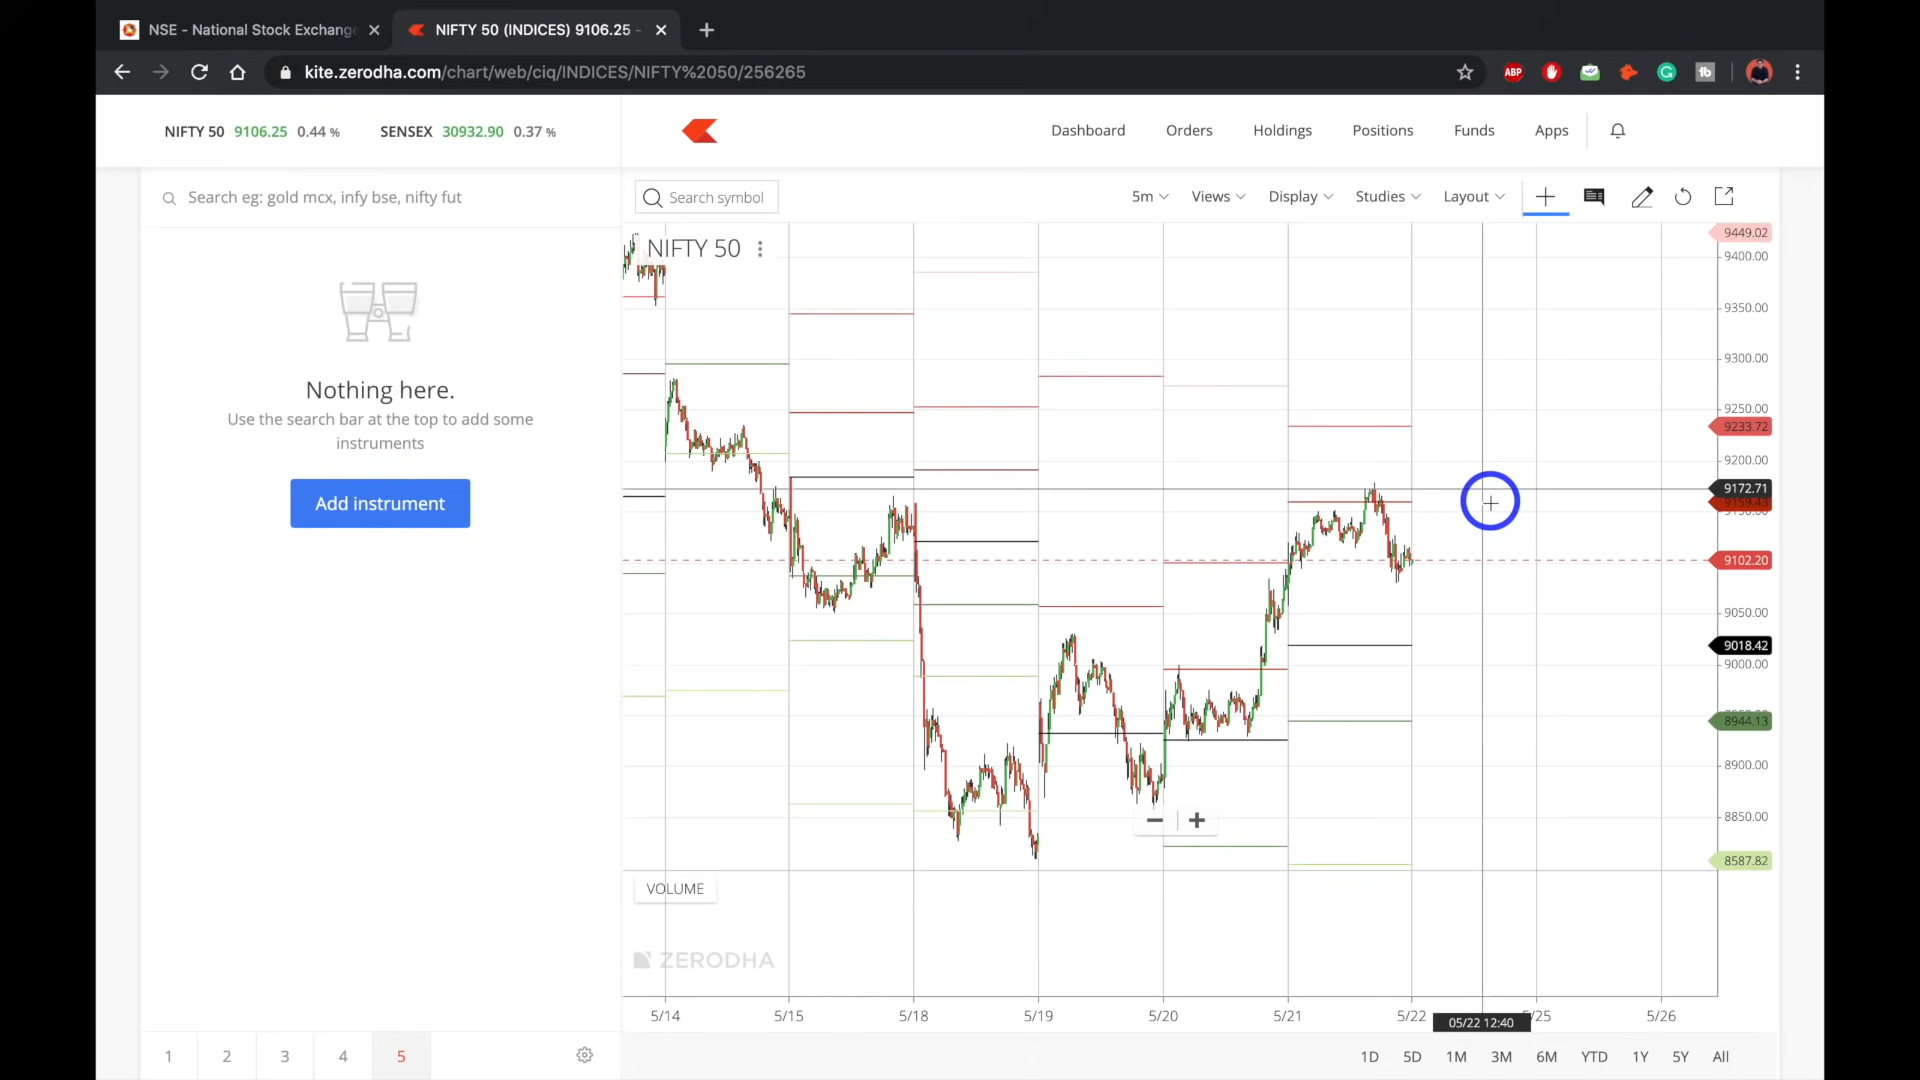 NSE - National Stock Exchange
NIFTY 50 (INDICES) 9106.25 -
kite.zerodha.com/chart/web/ciq/INDICES/NIFTY%2050/256265
ABP
G
tb
NIFTY 50 9106.25 0.44 %
SENSEX 30932.90 0.37 %
Dashboard
Orders
Holdings
Positions
Funds
Apps
Search eg: gold mcx, infy bse, nifty fut
Search symbol
5m
Views
Display
Studies
Layout
NIFTY 50
Nothing here.
Use the search bar at the top to add some
instruments
Add instrument
9449.02
9400.00
9350.00
9300.00
9250.00
9233.72
9200.00
9172.71
9102.20
9050.00
9018.42
9000.00
8944.13
8900.00
8850.00
8587.82
VOLUME
ZERODHA
5/14
5/15
5/18
5/19
5/20
5/21
5/22
05/22 12:40
5/25
5/26
1
2
3
4
5
1D
5D
1M
3M
6M
YTD
1Y
5Y
All